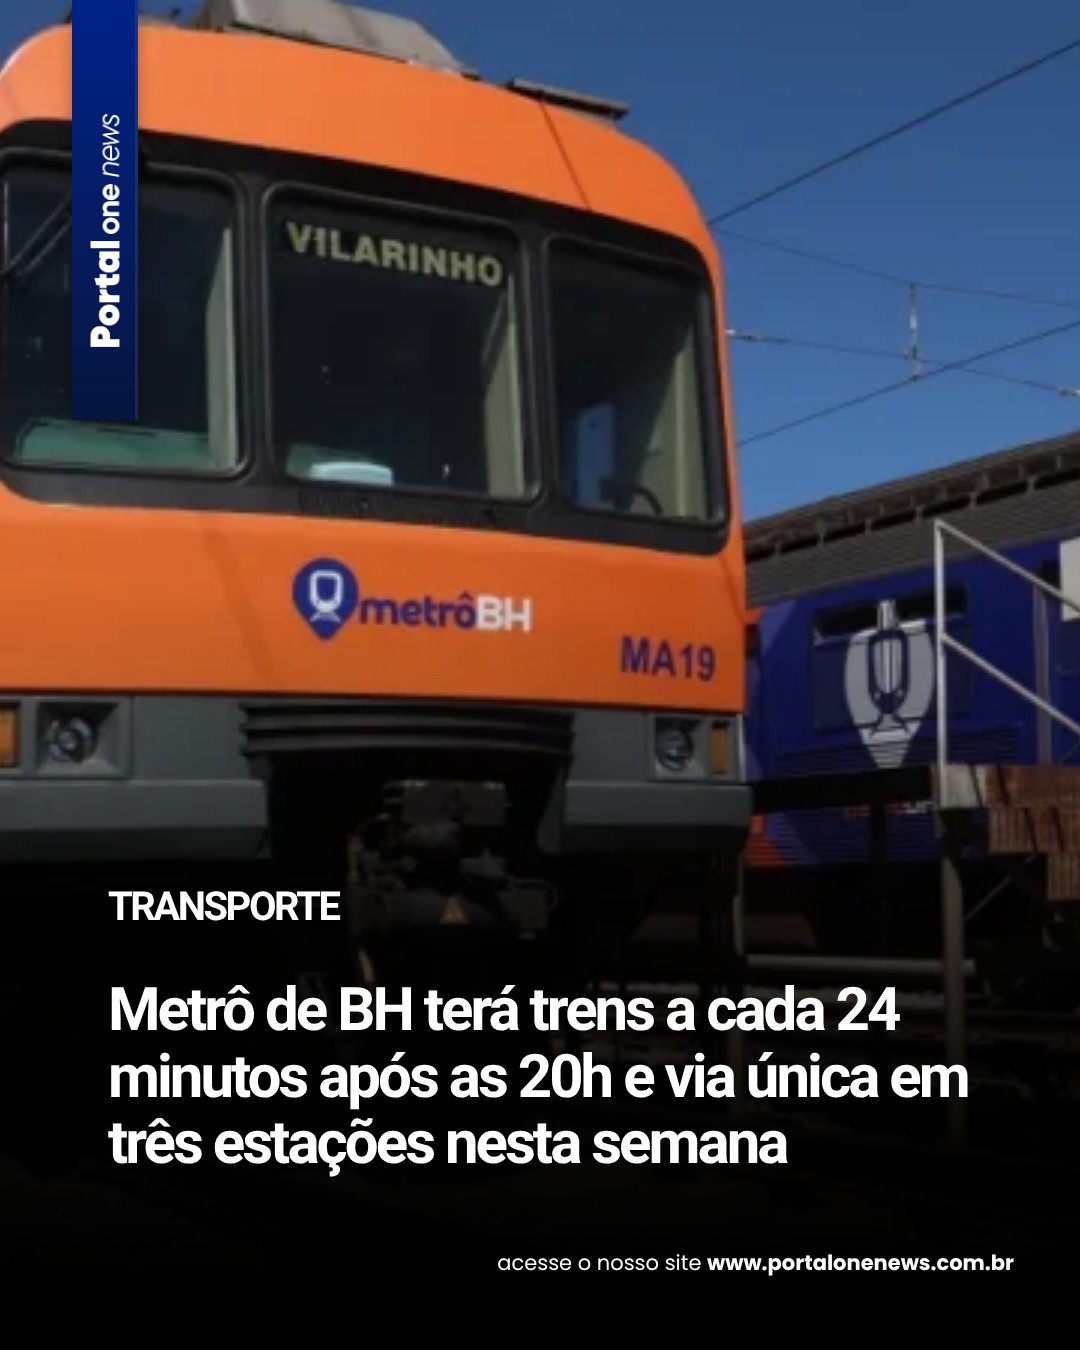 Portal one news
VILARINHO
metrôBH
MA19
TRANSPORTE
Metrô de BH terá trens a cada 24
minutos após as 20h e via única em
três estações nesta semana
acesse o nosso site www.portalonenews.com.br